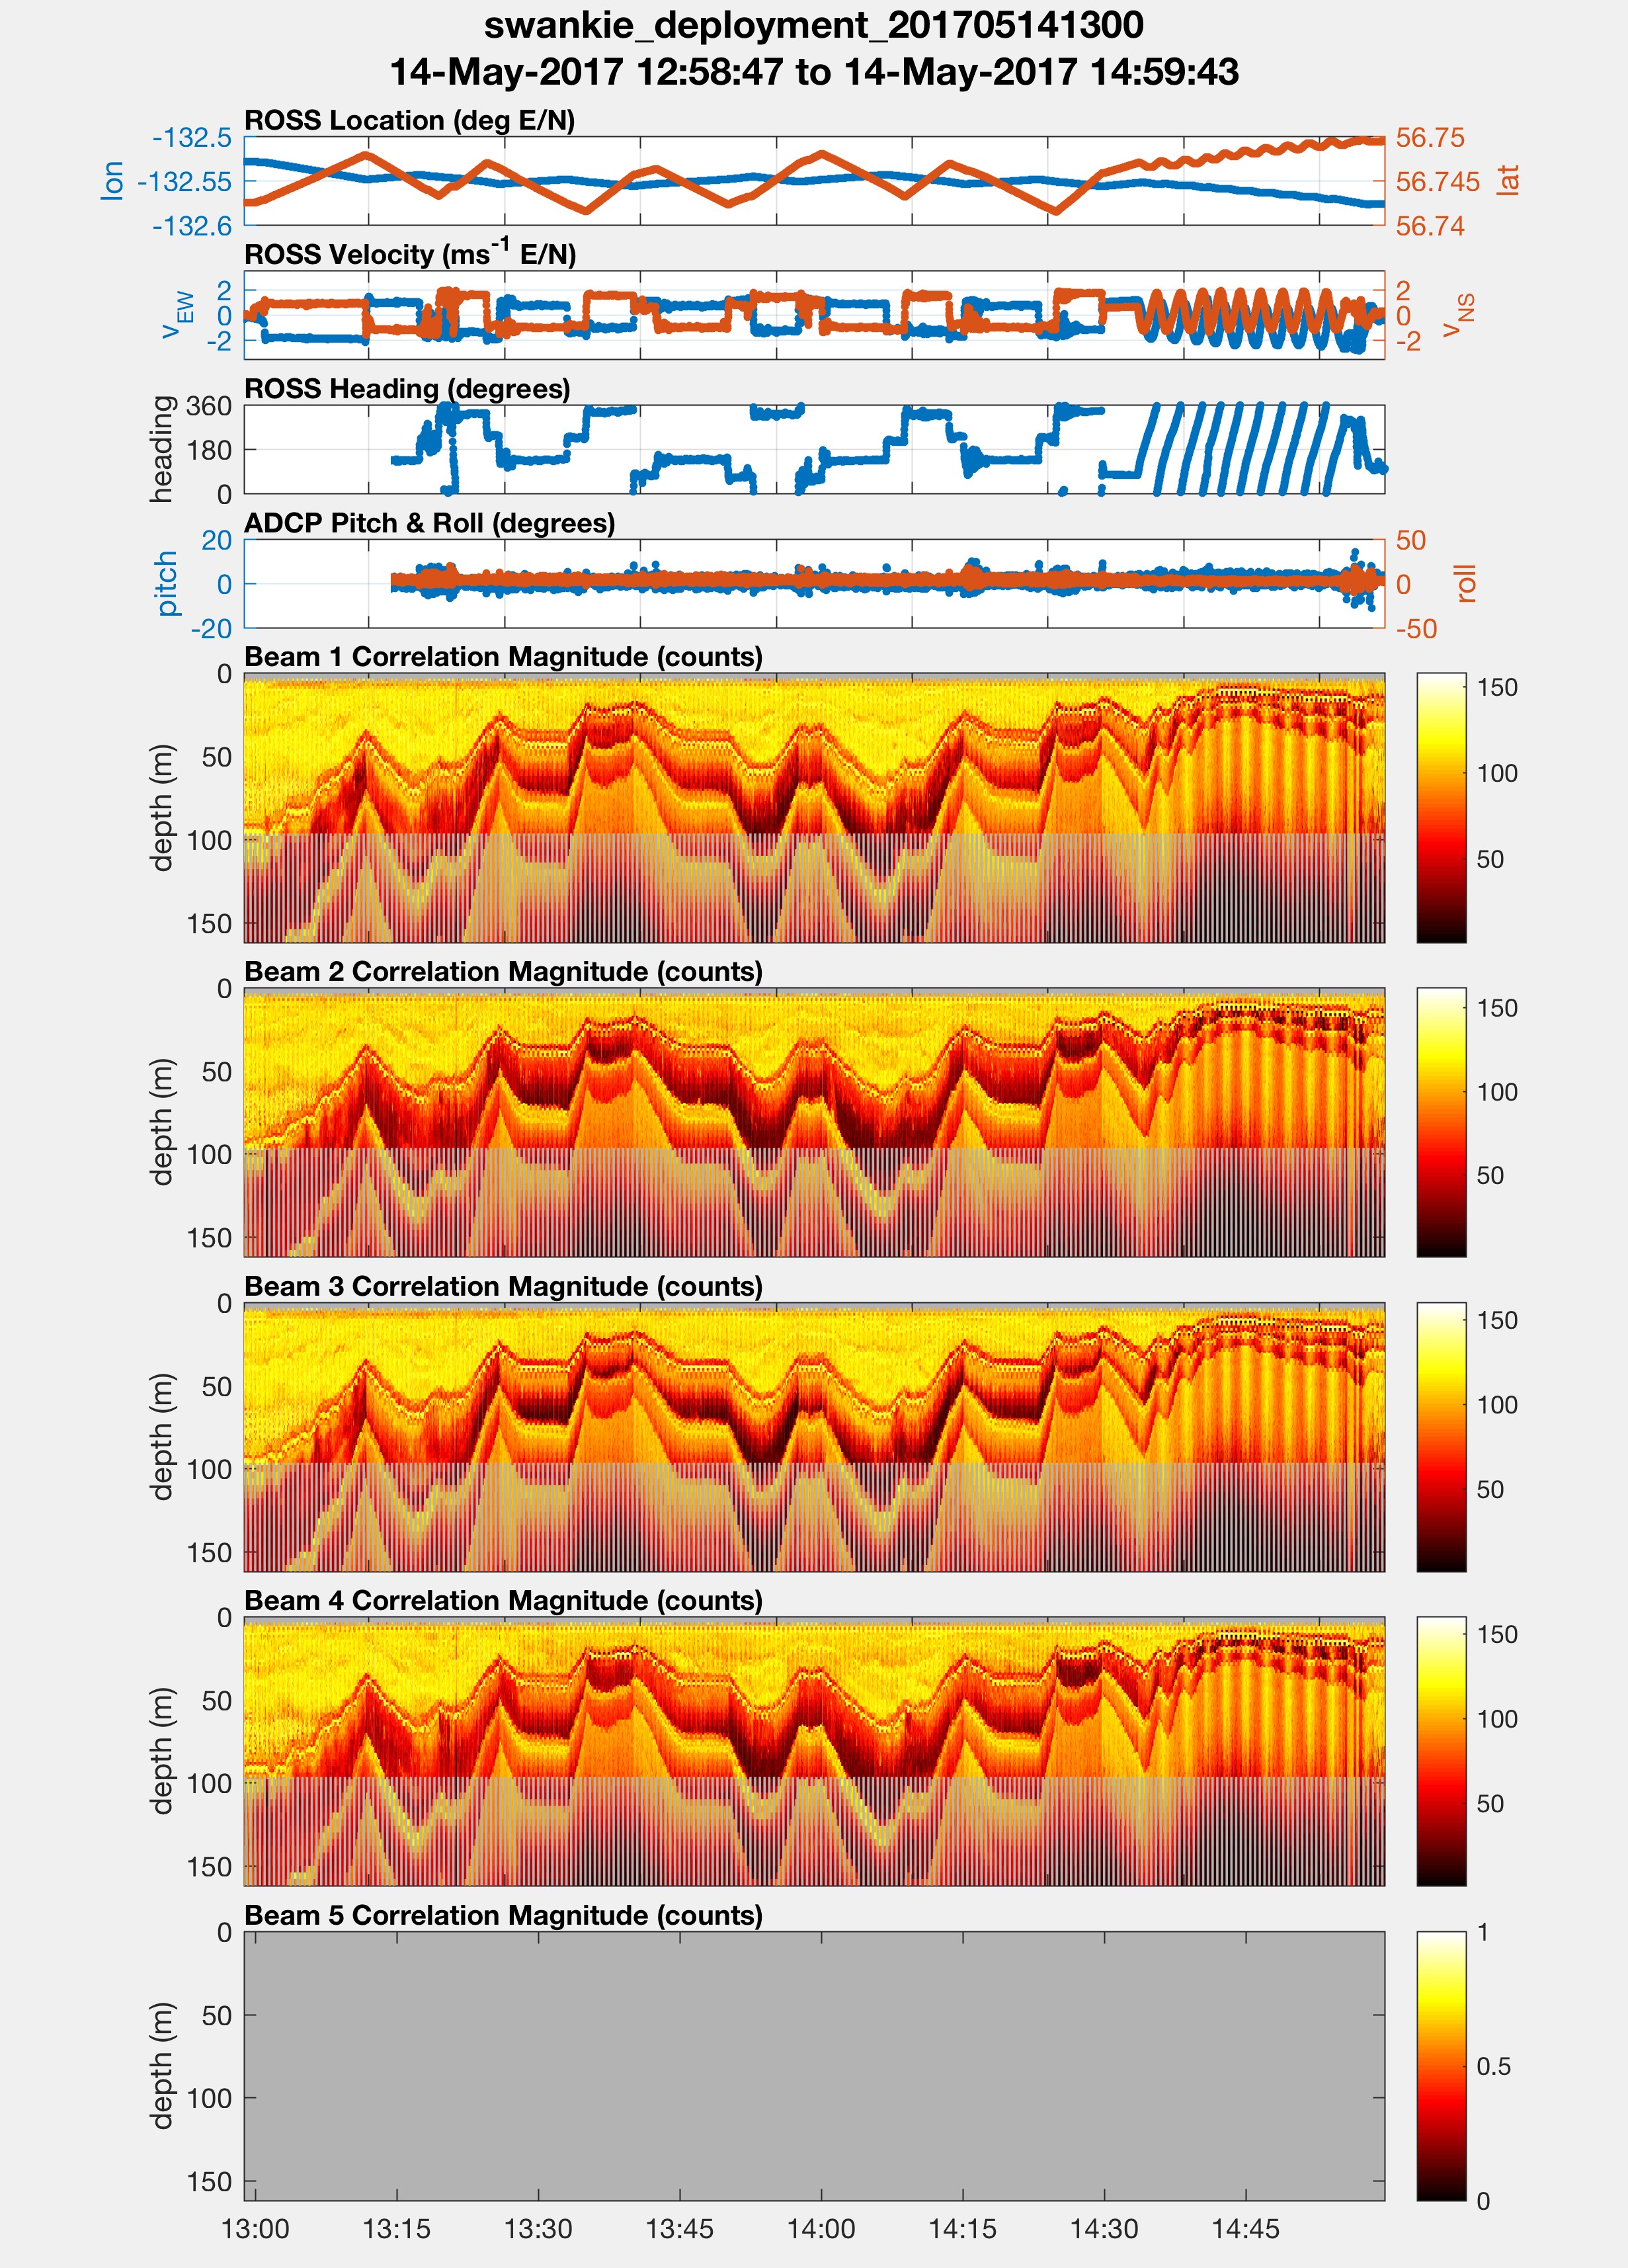 swankie_deployment_201705141300
14-May-2017 12:58:47 to 14-May-2017 14:59:43
ROSS Location (deg E/N)
-132.5
-132.55
-132.6
lon
56.75
56.745
56.74
lat
ROSS Velocity (ms-1 E/N)
2
0
-2
vEW
2
0
-2
vNS
ROSS Heading (degrees)
360
180
0
heading
ADCP Pitch & Roll (degrees)
20
0
-20
pitch
50
0
-50
roll
Beam 1 Correlation Magnitude (counts)
0
50
100
150
depth (m)
150
100
50
Beam 2 Correlation Magnitude (counts)
0
50
100
150
depth (m)
150
100
50
Beam 3 Correlation Magnitude (counts)
0
50
100
150
depth (m)
150
100
50
Beam 4 Correlation Magnitude (counts)
0
50
100
150
depth (m)
150
100
50
Beam 5 Correlation Magnitude (counts)
0
50
100
150
depth (m)
1
0.5
0
13:00 13:15 13:30 13:45 14:00 14:15 14:30 14:45